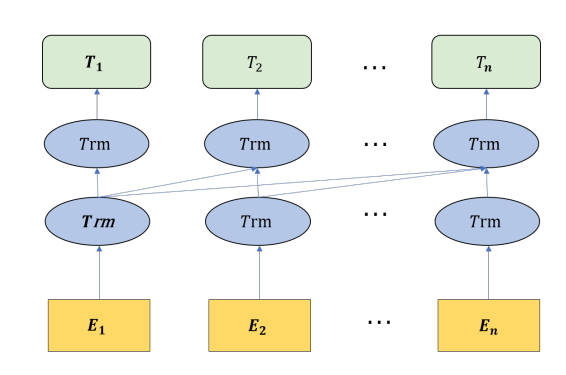 T₁ T₂ … Tₙ
Trm Trm … Trm
Trm Trm … Trm
E₁ E₂ … Eₙ